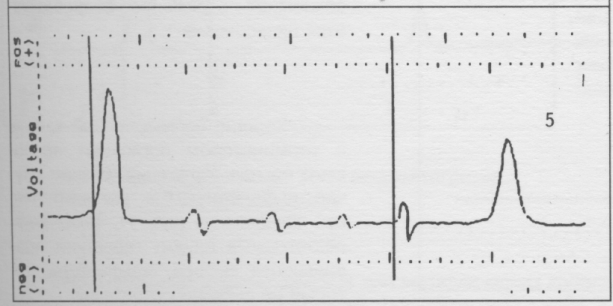 pos
(+)
Voltage
neg
(-)
5